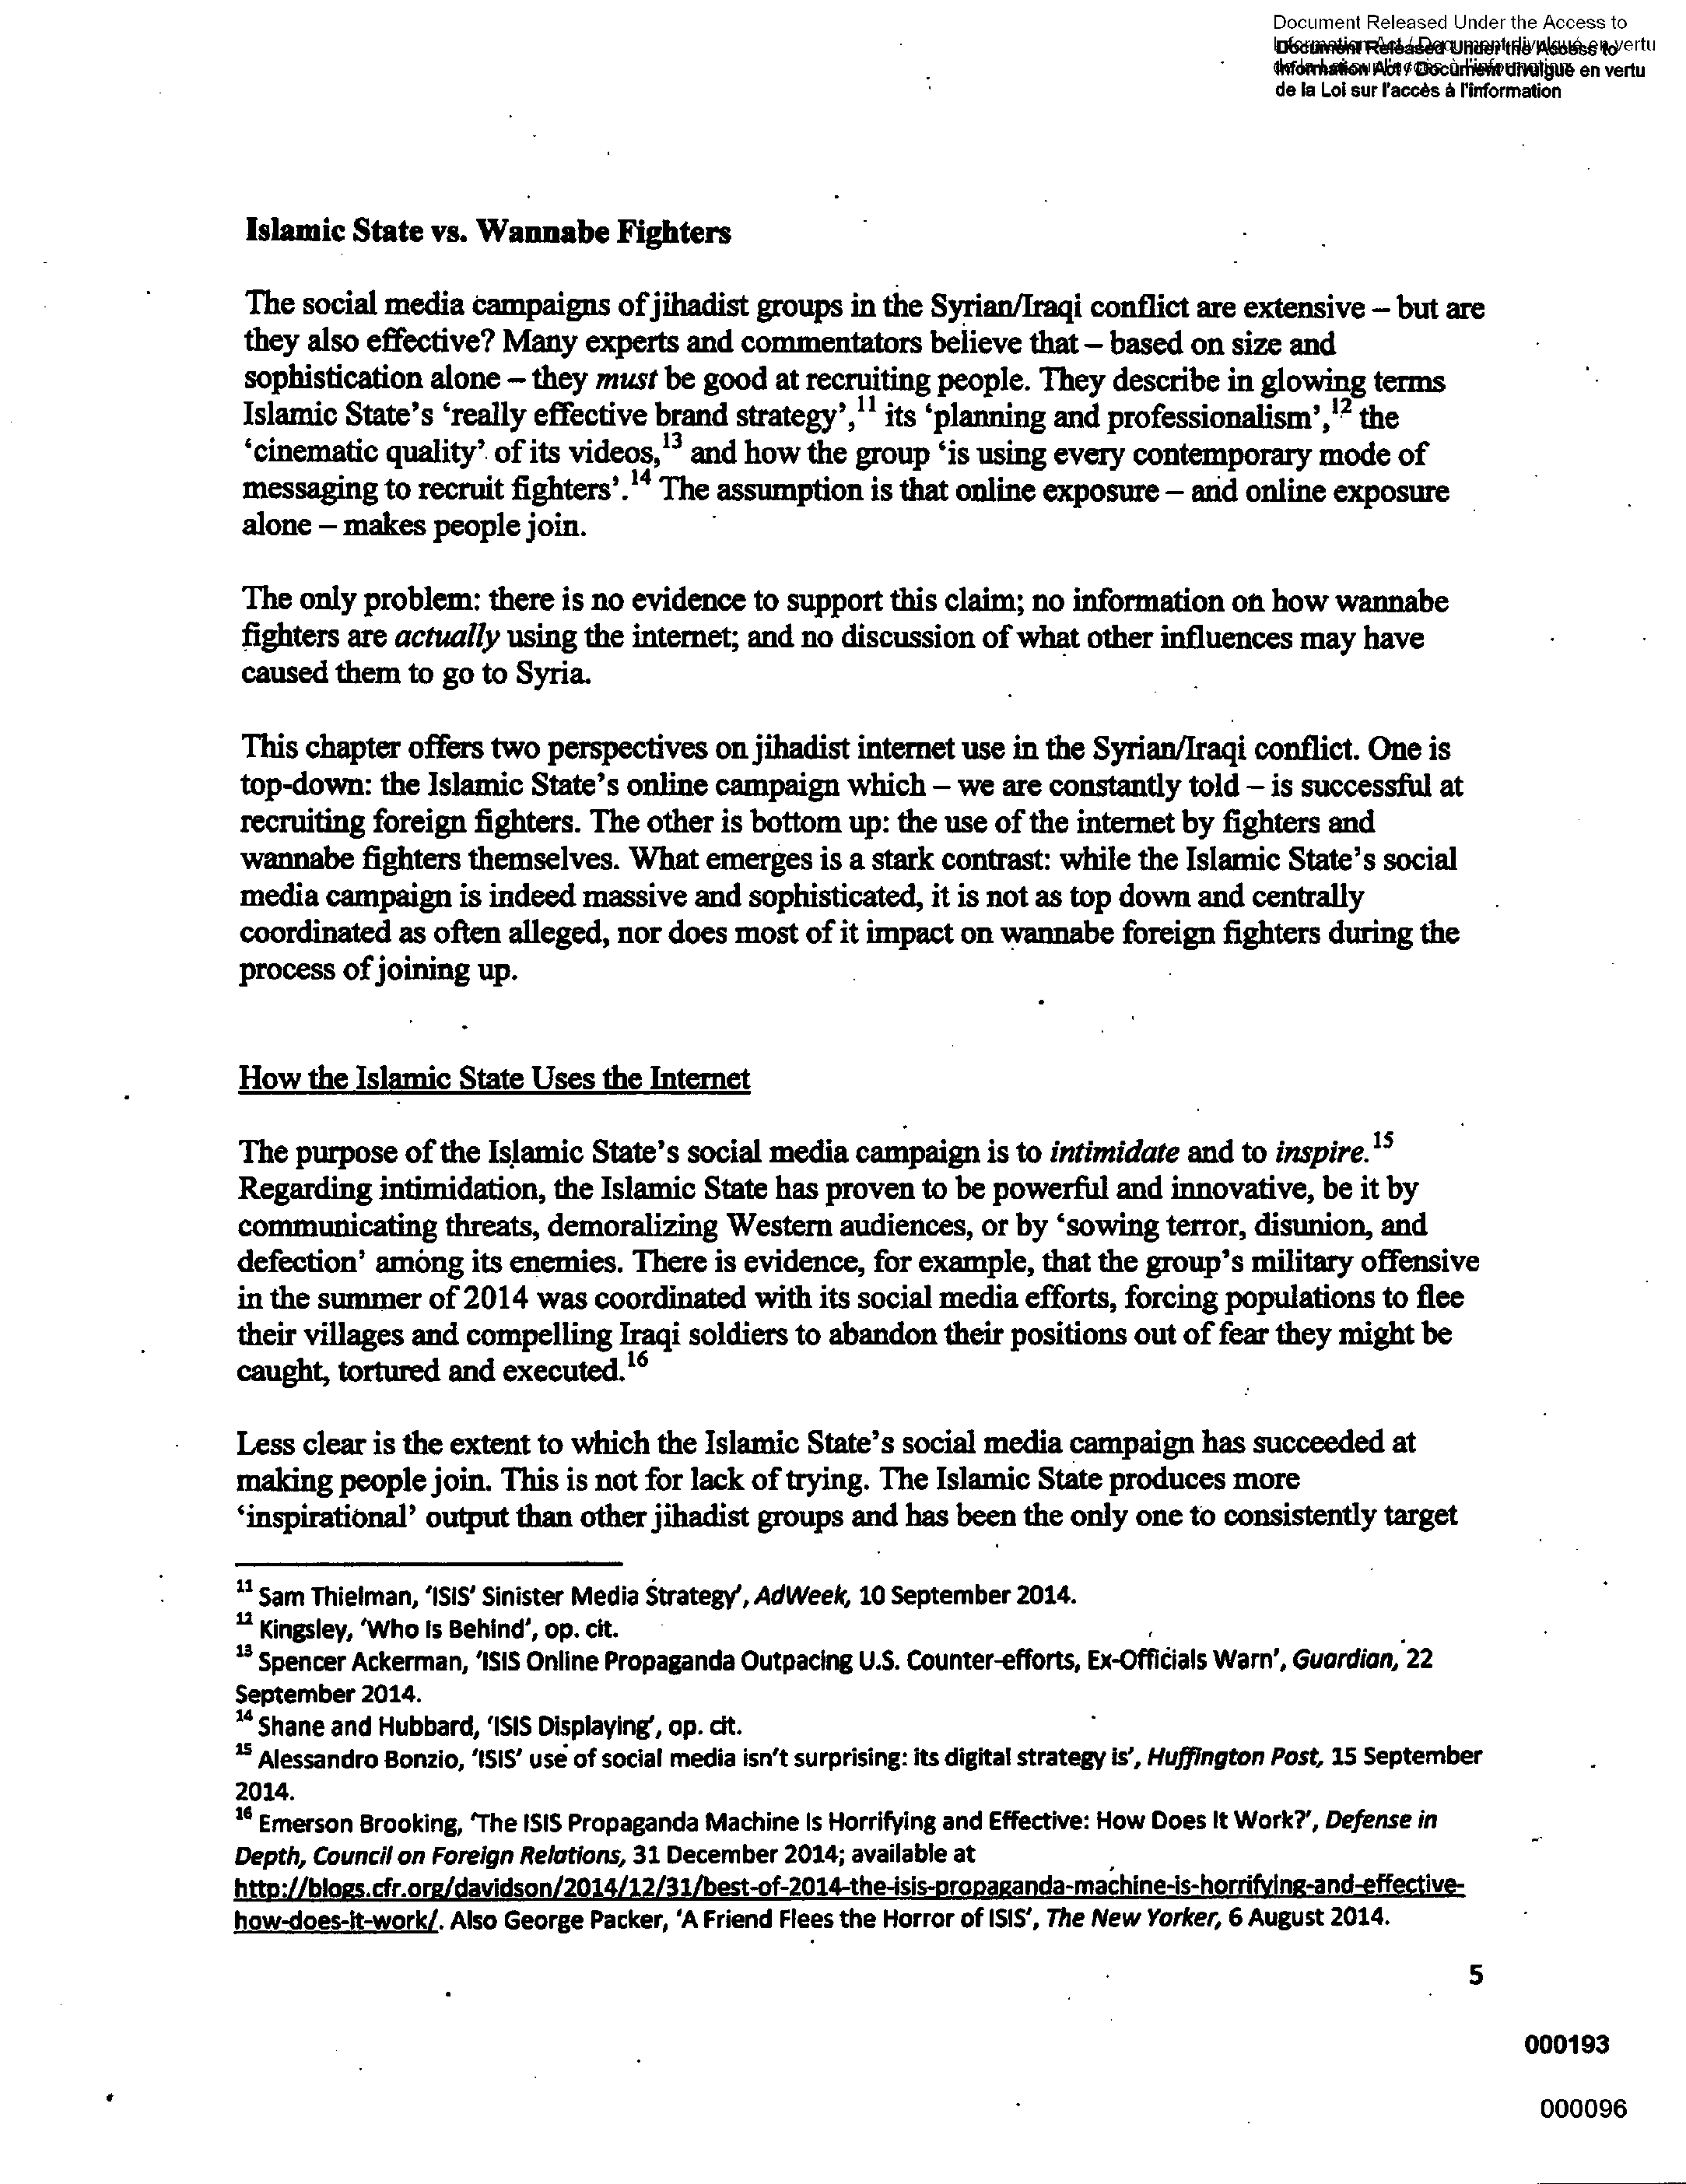 Document Released Under the Access to
Information Act / Document divulgué en vertu
Document Released Under the Access to
Information Act / Document divulgué en vertu
de la Loi sur l'accès à l'information
Islamic State vs. Wannabe Fighters
The social media campaigns of jihadist groups in the Syrian/Iraqi conflict are extensive – but are
they also effective? Many experts and commentators believe that – based on size and
sophistication alone – they must be good at recruiting people. They describe in glowing terms
Islamic State's ‘really effective brand strategy’,11 its ‘planning and professionalism’,12 the
‘cinematic quality’ of its videos,13 and how the group ‘is using every contemporary mode of
messaging to recruit fighters’.14 The assumption is that online exposure – and online exposure
alone – makes people join.
The only problem: there is no evidence to support this claim; no information on how wannabe
fighters are actually using the internet; and no discussion of what other influences may have
caused them to go to Syria.
This chapter offers two perspectives on jihadist internet use in the Syrian/Iraqi conflict. One is
top-down: the Islamic State's online campaign which – we are constantly told – is successful at
recruiting foreign fighters. The other is bottom up: the use of the internet by fighters and
wannabe fighters themselves. What emerges is a stark contrast: while the Islamic State's social
media campaign is indeed massive and sophisticated, it is not as top down and centrally
coordinated as often alleged, nor does most of it impact on wannabe foreign fighters during the
process of joining up.
How the Islamic State Uses the Internet
The purpose of the Islamic State's social media campaign is to intimidate and to inspire.15
Regarding intimidation, the Islamic State has proven to be powerful and innovative, be it by
communicating threats, demoralizing Western audiences, or by ‘sowing terror, disunion, and
defection’ among its enemies. There is evidence, for example, that the group's military offensive
in the summer of 2014 was coordinated with its social media efforts, forcing populations to flee
their villages and compelling Iraqi soldiers to abandon their positions out of fear they might be
caught, tortured and executed.16
Less clear is the extent to which the Islamic State's social media campaign has succeeded at
making people join. This is not for lack of trying. The Islamic State produces more
‘inspirational’ output than other jihadist groups and has been the only one to consistently target
11 Sam Thielman, ‘ISIS’ Sinister Media Strategy’, AdWeek, 10 September 2014.
12 Kingsley, ‘Who Is Behind’, op. cit.
13 Spencer Ackerman, ‘ISIS Online Propaganda Outpacing U.S. Counter-efforts, Ex-Officials Warn’, Guardian, 22
September 2014.
14 Shane and Hubbard, ‘ISIS Displaying’, op. cit.
15 Alessandro Bonzio, ‘ISIS’ use of social media isn't surprising: its digital strategy is’, Huffington Post, 15 September
2014.
16 Emerson Brooking, ‘The ISIS Propaganda Machine Is Horrifying and Effective: How Does It Work?’, Defense in
Depth, Council on Foreign Relations, 31 December 2014; available at
http://blogs.cfr.org/davidson/2014/12/31/best-of-2014-the-isis-propaganda-machine-is-horrifying-and-effective-
how-does-it-work/. Also George Packer, ‘A Friend Flees the Horror of ISIS’, The New Yorker, 6 August 2014.
5
000193
000096